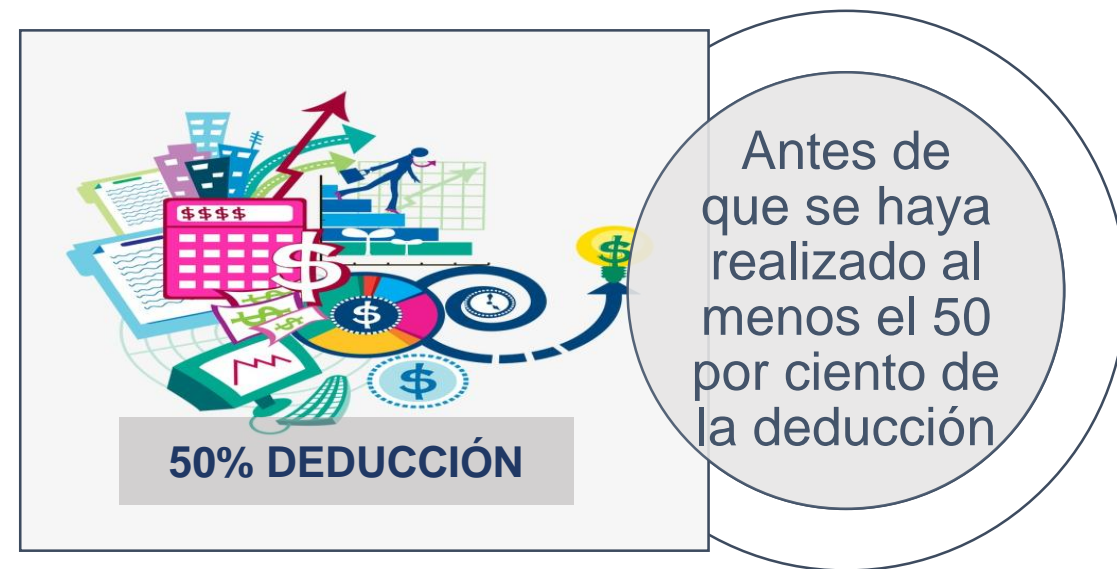 $$$$
$
$
$
$
$
$
50% DEDUCCIÓN
Antes de
que se haya
realizado al
menos el 50
por ciento de
la deducción